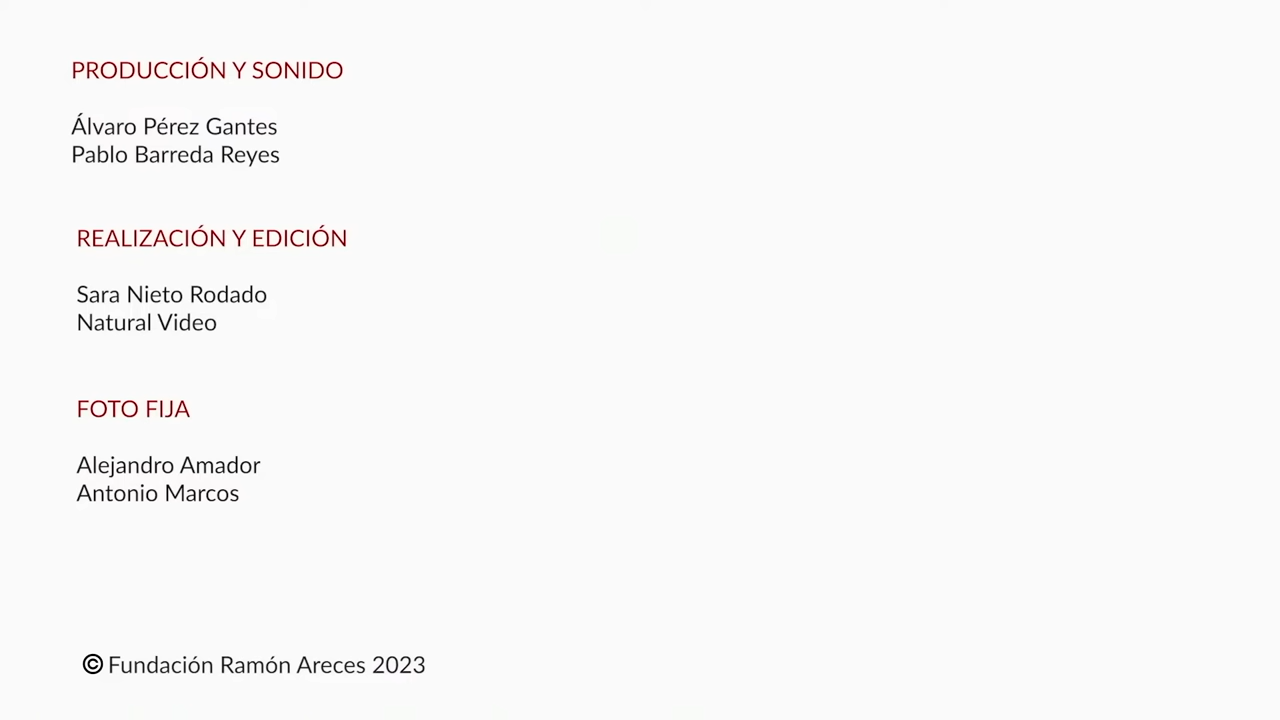 PRODUCCIÓN Y SONIDO
Álvaro Pérez Gantes
Pablo Barreda Reyes
REALIZACIÓN Y EDICIÓN
Sara Nieto Rodado
Natural Video
FOTO FIJA
Alejandro Amador
Antonio Marcos
© Fundación Ramón Areces 2023